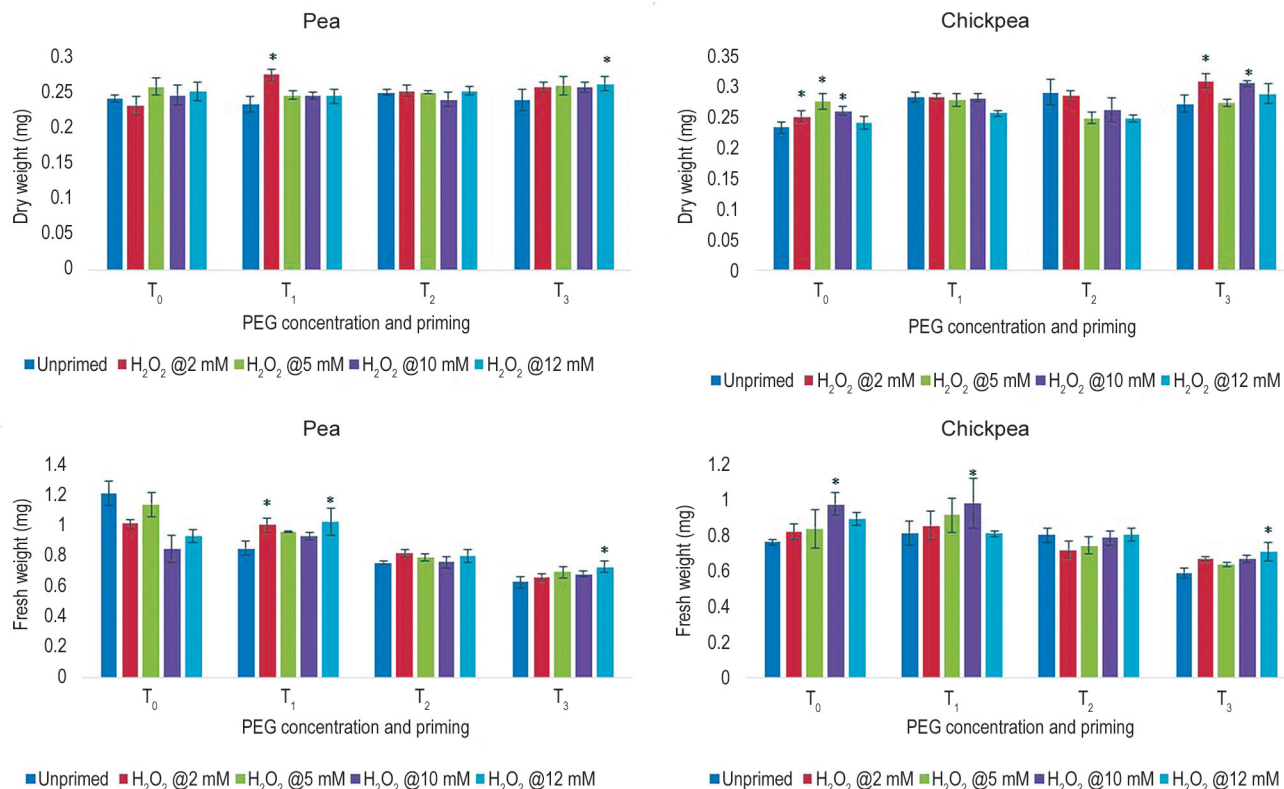 Pea
Dry weight (mg)
0.3
0.25
0.2
0.15
0.1
0.05
0
*
*
T₀ T₁ T₂ T₃
PEG concentration and priming
Unprimed H₂O₂ @2 mM H₂O₂ @5 mM H₂O₂ @10 mM H₂O₂ @12 mM
Chickpea
Dry weight (mg)
0.35
0.3
0.25
0.2
0.15
0.1
0.05
0
* * *
* *
T₀ T₁ T₂ T₃
PEG concentration and priming
Unprimed H₂O₂ @2 mM H₂O₂ @5 mM H₂O₂ @10 mM H₂O₂ @12 mM
Pea
Fresh weight (mg)
1.4
1.2
1
0.8
0.6
0.4
0.2
0
* *
*
T₀ T₁ T₂ T₃
PEG concentration and priming
Unprimed H₂O₂ @2 mM H₂O₂ @5 mM H₂O₂ @10 mM H₂O₂ @12 mM
Chickpea
Fresh weight (mg)
1.2
1
0.8
0.6
0.4
0.2
0
*
*
*
T₀ T₁ T₂ T₃
PEG concentration and priming
Unprimed H₂O₂ @2 mM H₂O₂ @5 mM H₂O₂ @10 mM H₂O₂ @12 mM